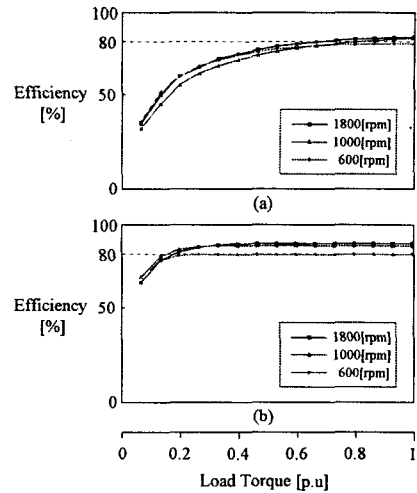 100
80
Efficiency
[%]
50
1800[rpm]
1000[rpm]
600[rpm]
0
(a)
100
80
Efficiency
[%]
50
1800[rpm]
1000[rpm]
600[rpm]
0
(b)
0 0.2 0.4 0.6 0.8 1
Load Torque [p.u]